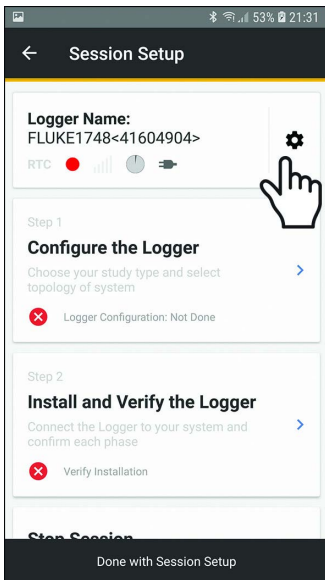 53% 21:31
Session Setup
Logger Name:
FLUKE1748<41604904>
RTC
Step 1
Configure the Logger
Choose your study type and select
topology of system
Logger Configuration: Not Done
Step 2
Install and Verify the Logger
Connect the Logger to your system and
confirm each phase
Verify Installation
Stop Session
Done with Session Setup